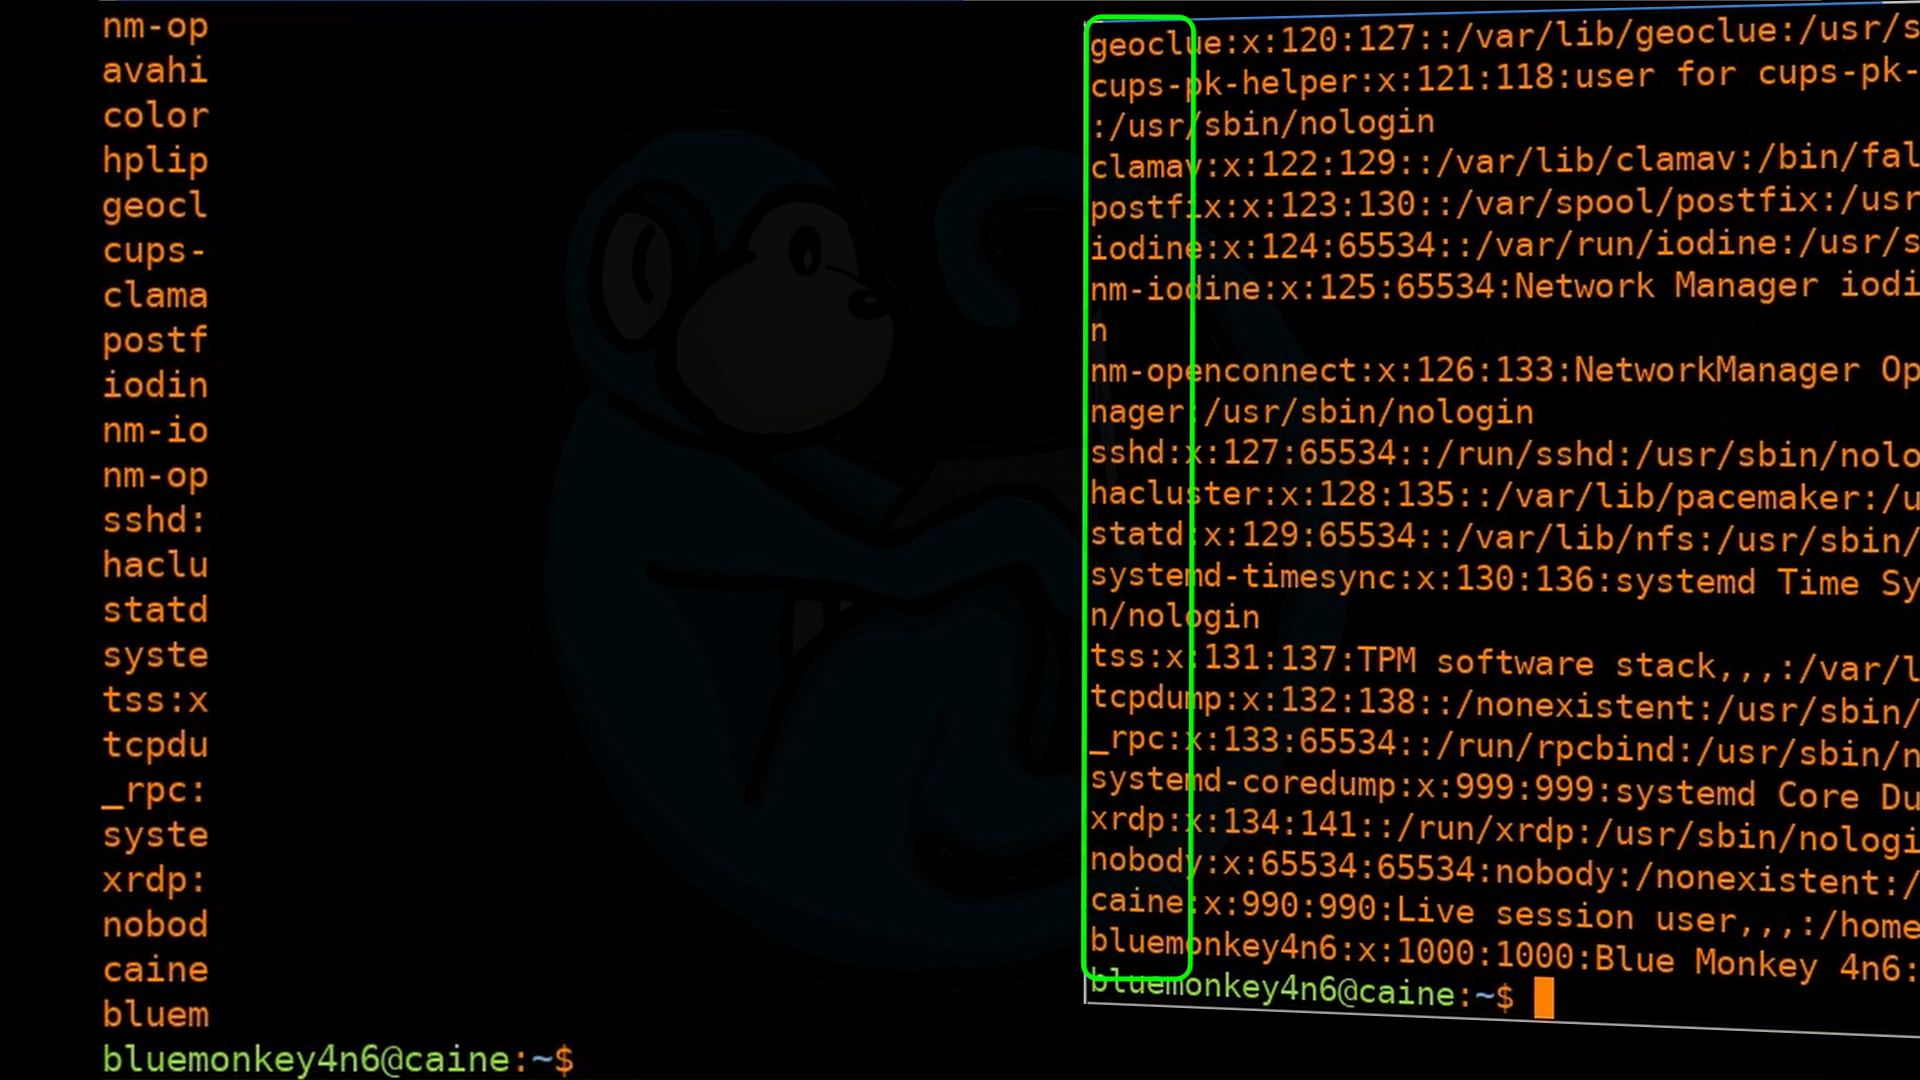 nm-op
avahi
color
hplip
geocl
cups-
clama
postf
iodin
nm-io
nm-op
sshd:
haclu
statd
syste
tss:x
tcpdu
_rpc:
syste
xrdp:
nobod
caine
bluem
bluemonkey4n6@caine:~$
geoclue:x:120:127::/var/lib/geoclue:/usr/s
cups-pk-helper:x:121:118:user for cups-pk-
:/usr/sbin/nologin
clamav:x:122:129::/var/lib/clamav:/bin/fal
postfix:x:123:130::/var/spool/postfix:/usr
iodine:x:124:65534::/var/run/iodine:/usr/s
nm-iodine:x:125:65534:Network Manager iodi
n
nm-openconnect:x:126:133:NetworkManager Op
nager:/usr/sbin/nologin
sshd:x:127:65534::/run/sshd:/usr/sbin/nolo
hacluster:x:128:135::/var/lib/pacemaker:/u
statd:x:129:65534::/var/lib/nfs:/usr/sbin/
systemd-timesync:x:130:136:systemd Time Sy
n/nologin
tss:x:131:137:TPM software stack,,,:/var/l
tcpdump:x:132:138::/nonexistent:/usr/sbin/
_rpc:x:133:65534::/run/rpcbind:/usr/sbin/n
systemd-coredump:x:999:999:systemd Core Du
xrdp:x:134:141::/run/xrdp:/usr/sbin/nologi
nobody:x:65534:65534:nobody:/nonexistent:/
caine:x:990:990:Live session user,,,:/home
bluemonkey4n6:x:1000:1000:Blue Monkey 4n6:
bluemonkey4n6@caine:~$